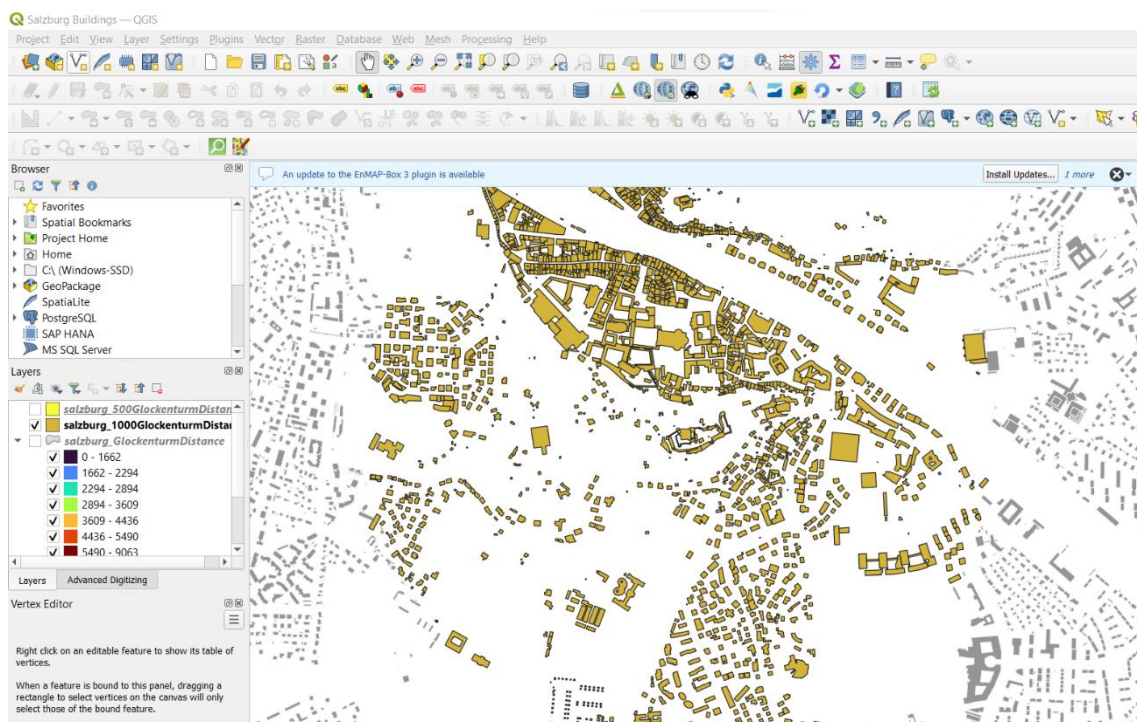 Salzburg Buildings — QGIS
Project Edit View Layer Settings Plugins Vector Raster Database Web Mesh Processing Help
Browser
An update to the EnMAP-Box 3 plugin is available
Install Updates... 1 more
Favorites
Spatial Bookmarks
Project Home
Home
C:\ (Windows-SSD)
GeoPackage
SpatiaLite
PostgreSQL
SAP HANA
MS SQL Server
Layers
salzburg_500GlockenturmDistan
salzburg_1000GlockenturmDistar
salzburg_GlockenturmDistance
0 - 1662
1662 - 2294
2294 - 2894
2894 - 3609
3609 - 4436
4436 - 5490
5490 - 9063
Layers Advanced Digitizing
Vertex Editor
Right click on an editable feature to show its table of
vertices.
When a feature is bound to this panel, dragging a
rectangle to select vertices on the canvas will only
select those of the bound feature.